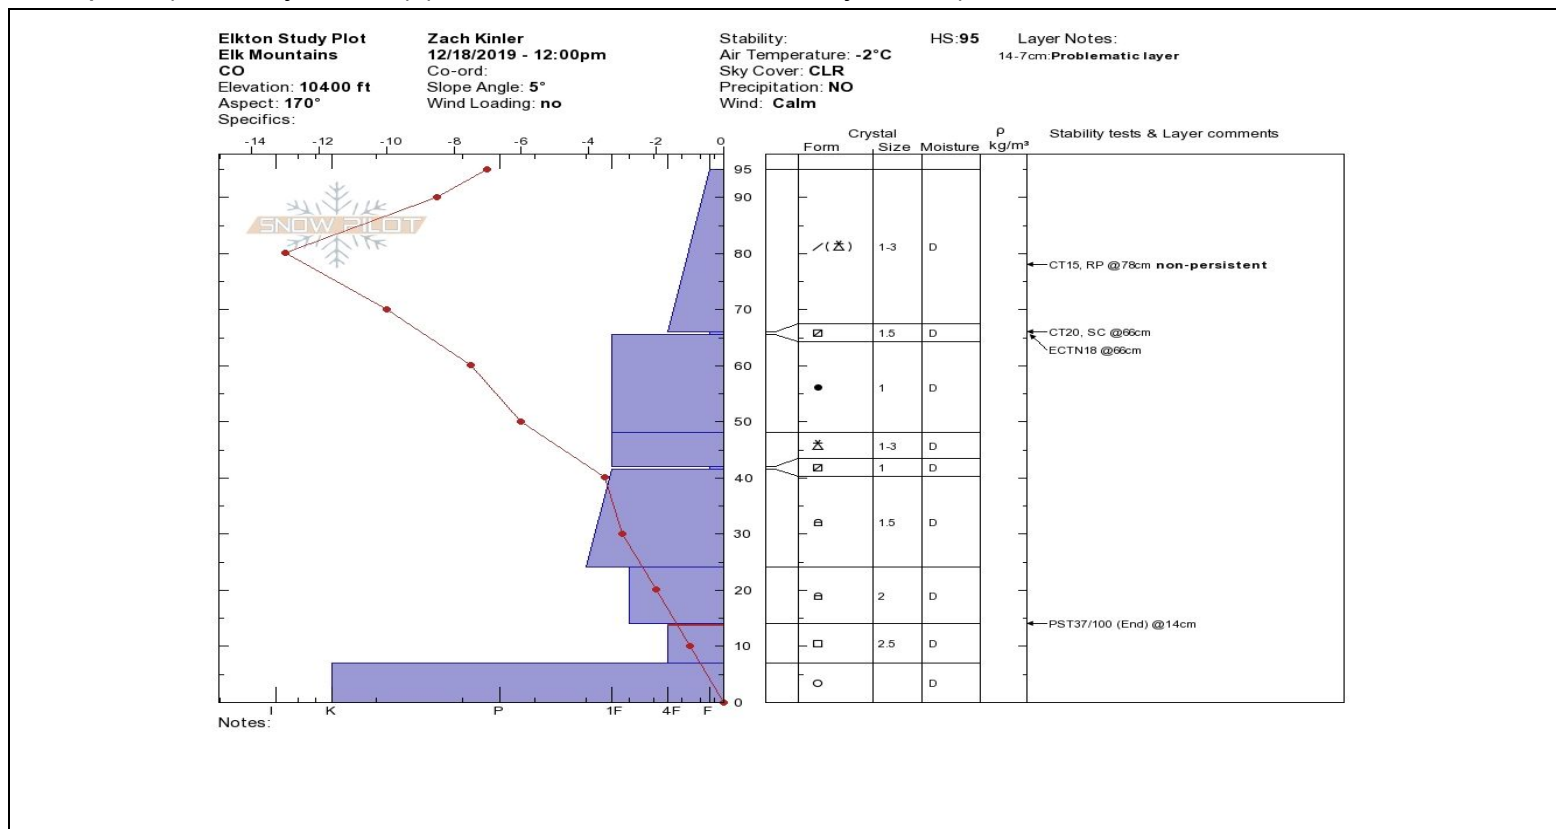 Elkton Study Plot
Elk Mountains
CO
Elevation: 10400 ft
Aspect: 170°
Specifics:
Zach Kinler
12/18/2019 - 12:00pm
Co-ord:
Slope Angle: 5°
Wind Loading: no
Stability:
Air Temperature: -2°C
Sky Cover: CLR
Precipitation: NO
Wind: Calm
HS:95
Layer Notes:
14-7cm:Problematic layer
-14 -12 -10 -8 -6 -4 -2 0
Crystal
Form Size Moisture
ρ
kg/m³
Stability tests & Layer comments
SNOW PILOT
95
90
80
70
60
50
40
30
20
10
0
1-3 D
1.5 D
1 D
1-3 D
1 D
1.5 D
2 D
2.5 D
D
CT15, RP @78cm non-persistent
CT20, SC @66cm
ECTN18 @66cm
PST37/100 (End) @14cm
I K P 1F 4F F
Notes: